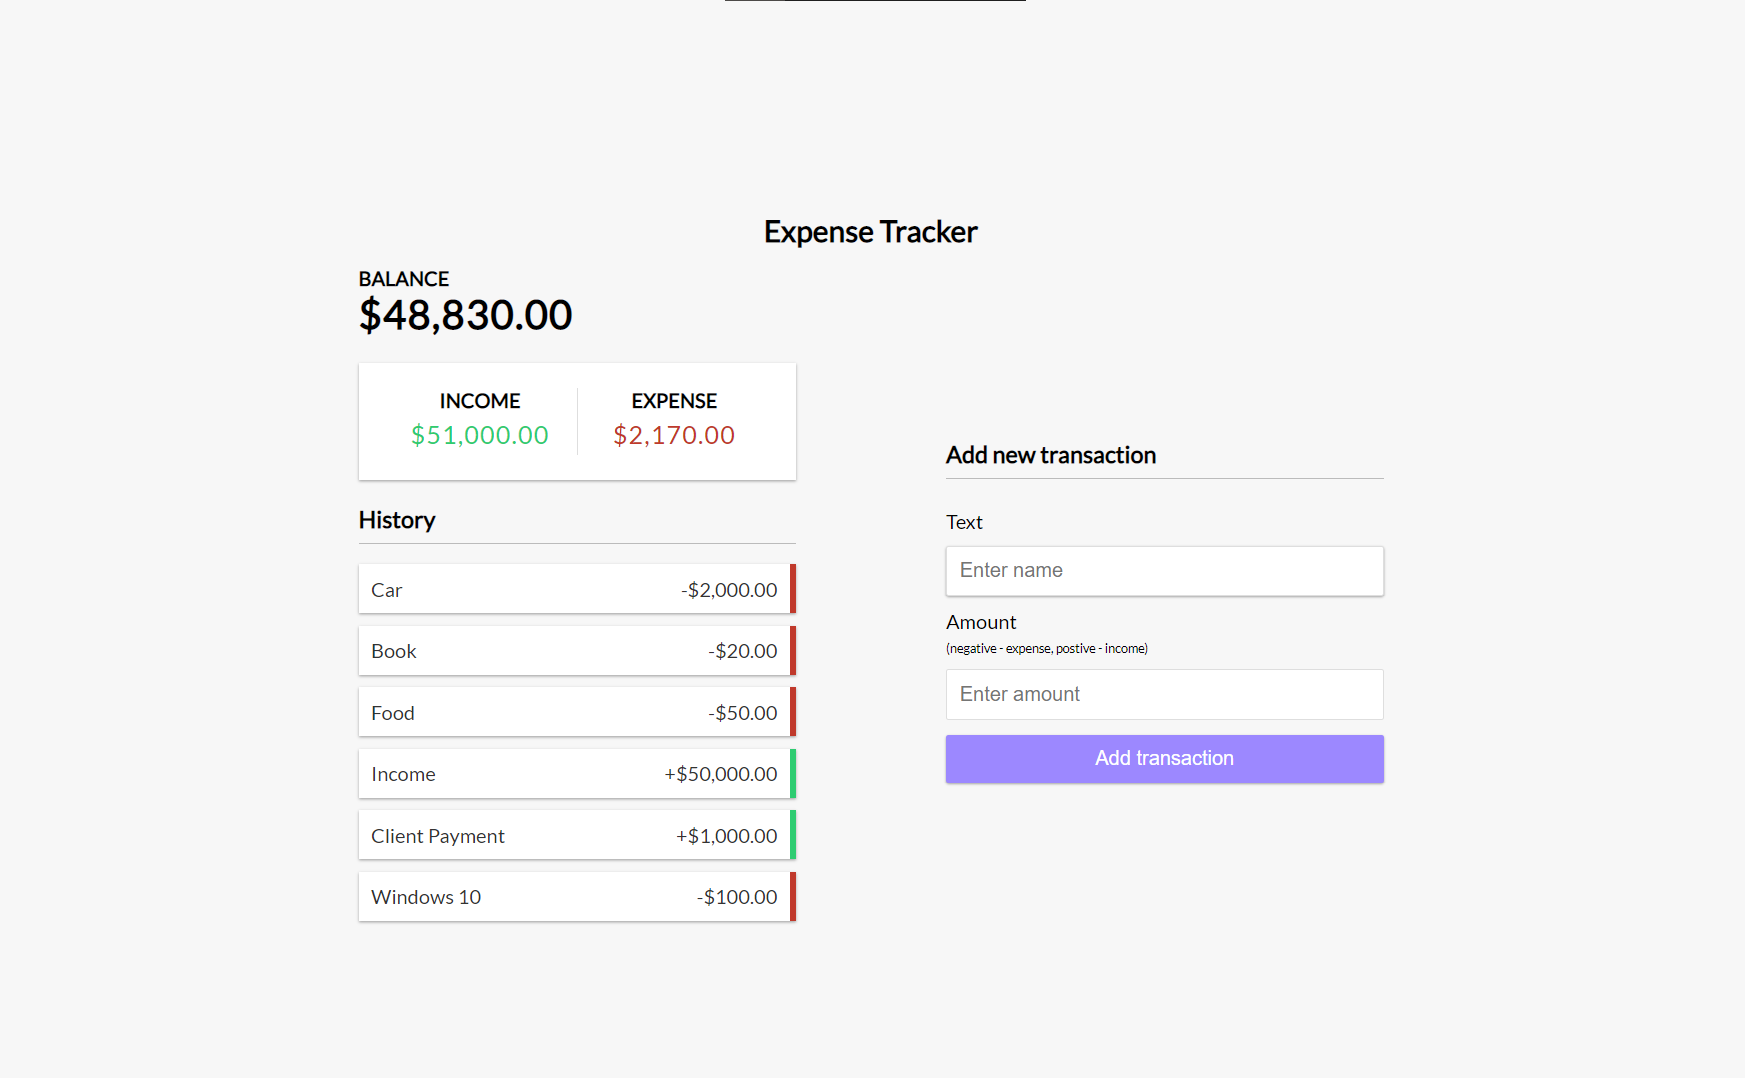 Expense Tracker
BALANCE
$48,830.00
INCOME
$51,000.00
EXPENSE
$2,170.00
History
Car -$2,000.00
Book -$20.00
Food -$50.00
Income +$50,000.00
Client Payment +$1,000.00
Windows 10 -$100.00
Add new transaction
Text
Enter name
Amount
(negative - expense, postive - income)
Enter amount
Add transaction